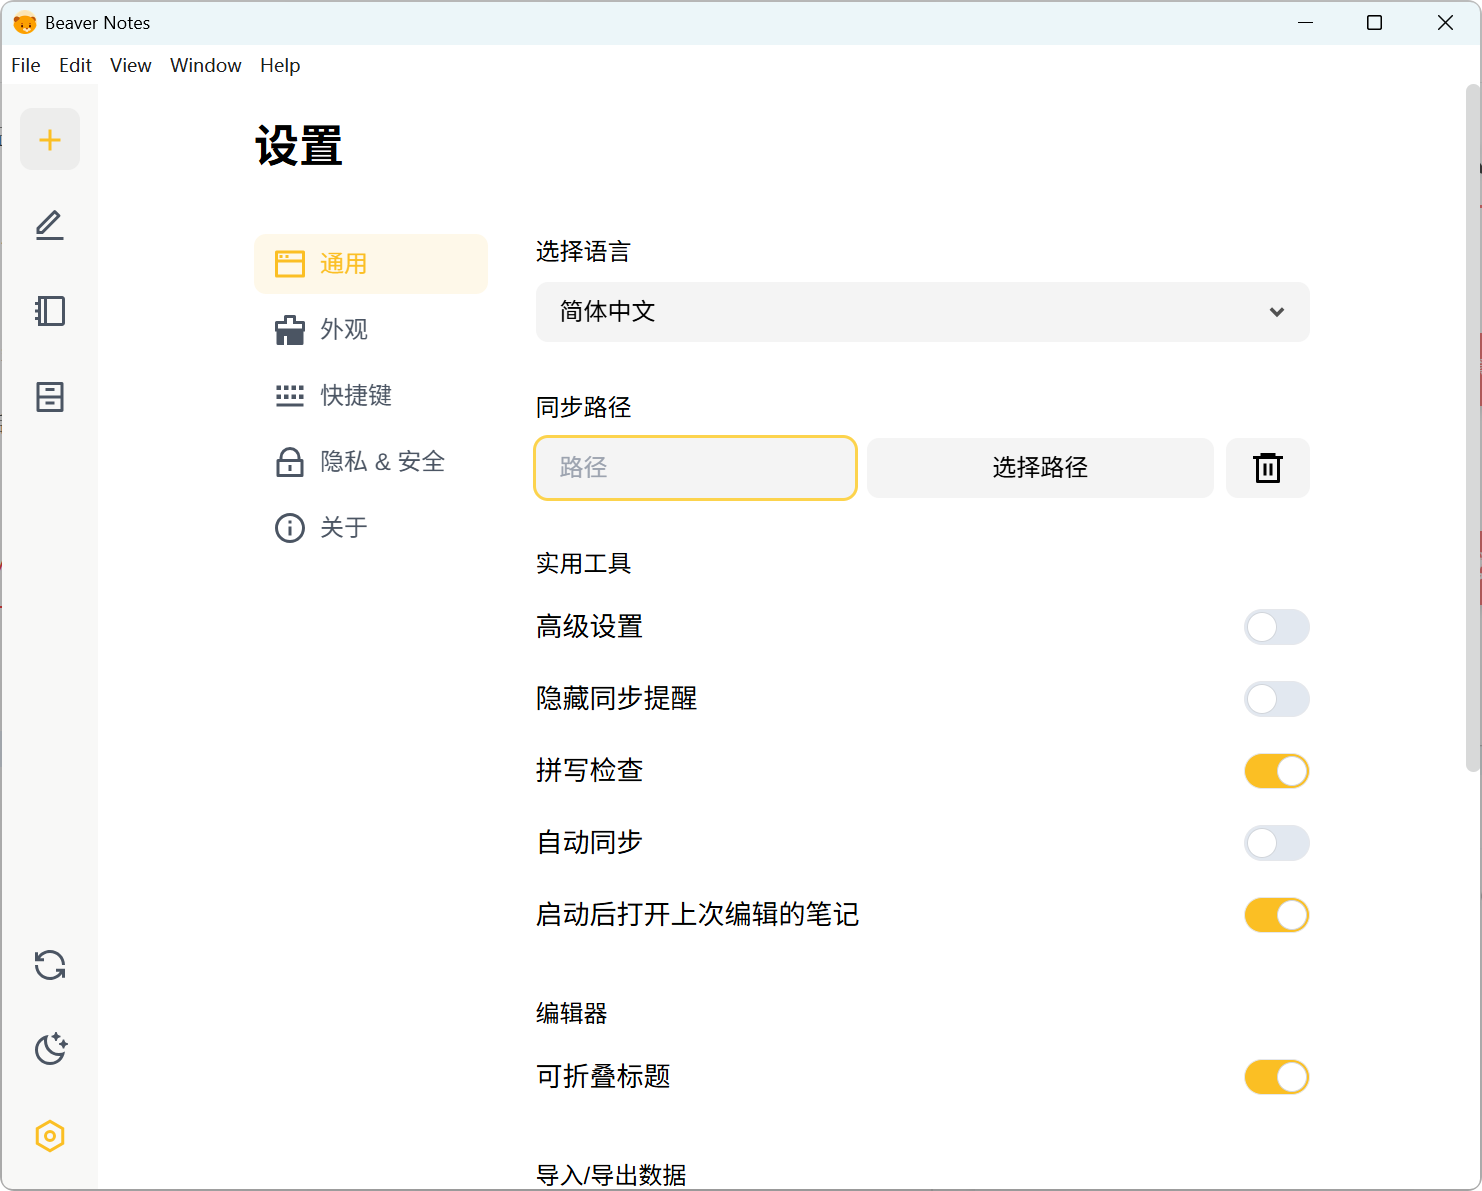 Beaver Notes
File Edit View Window Help
设置
通用
外观
快捷键
隐私 & 安全
关于
选择语言
简体中文
同步路径
路径
选择路径
实用工具
高级设置
隐藏同步提醒
拼写检查
自动同步
启动后打开上次编辑的笔记
编辑器
可折叠标题
导入/导出数据